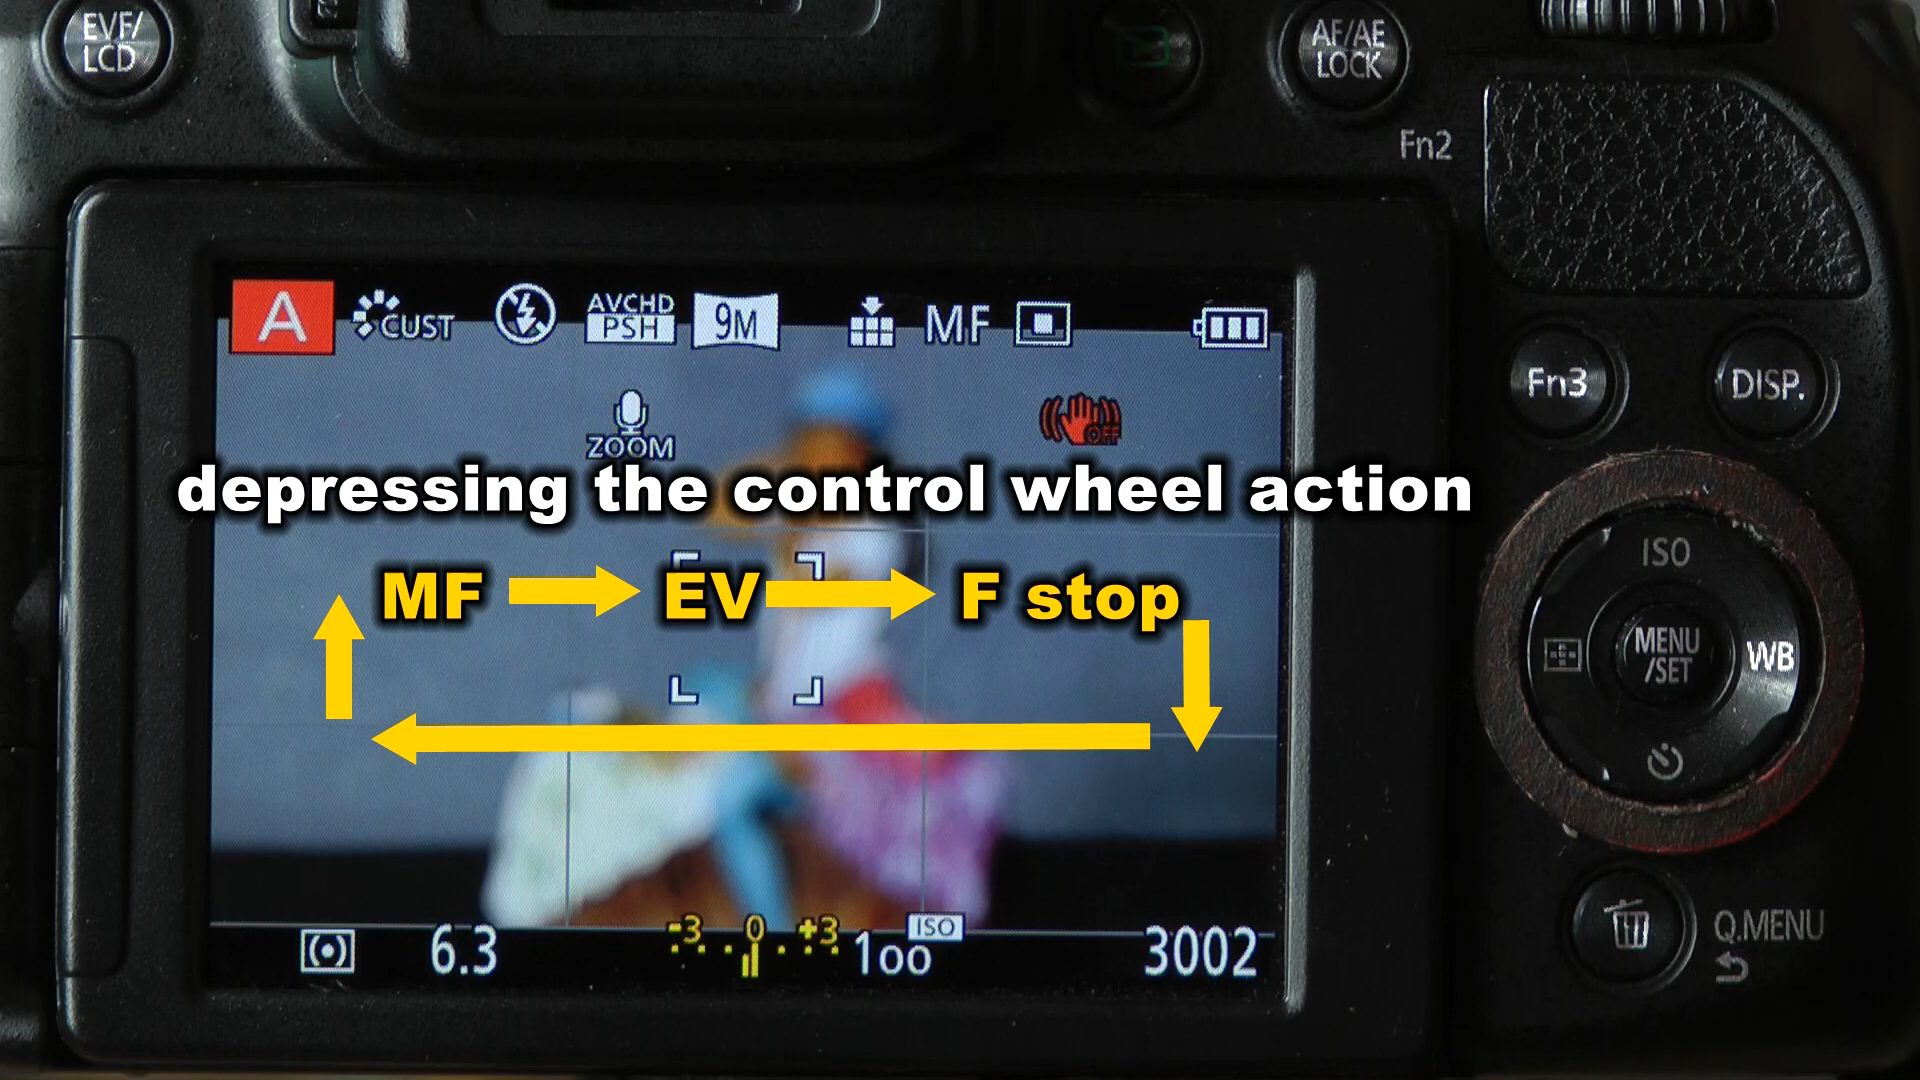 EVF/
LCD
AF/AE
LOCK
Fn2
A CUST AVCHD PSH 9M MF
ZOOM
OFF
Fn3 DISP.
depressing the control wheel action
MF EV F stop
ISO
MENU
/SET
WB
6.3 -3 0 +3 ISO 100 3002
Q.MENU